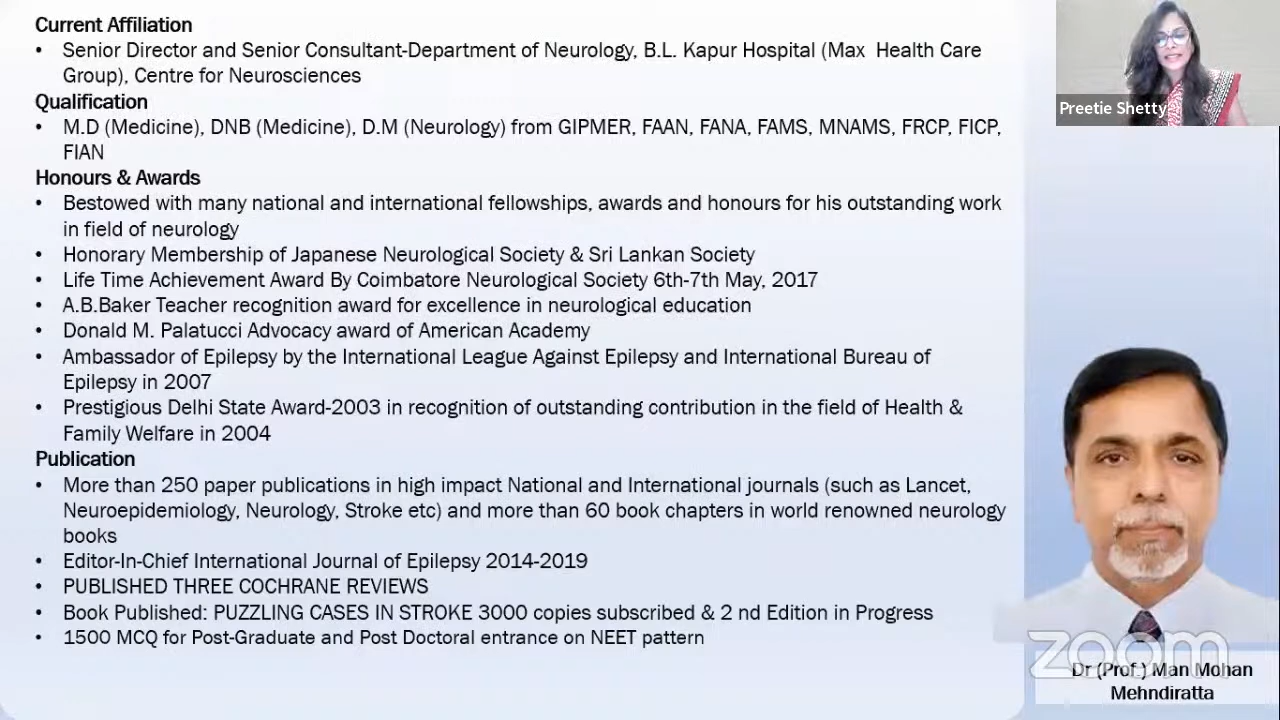 Current Affiliation
• Senior Director and Senior Consultant-Department of Neurology, B.L. Kapur Hospital (Max Health Care
Group), Centre for Neurosciences
Qualification
• M.D (Medicine), DNB (Medicine), D.M (Neurology) from GIPMER, FAAN, FANA, FAMS, MNAMS, FRCP, FICP,
FIAN
Honours & Awards
• Bestowed with many national and international fellowships, awards and honours for his outstanding work
in field of neurology
• Honorary Membership of Japanese Neurological Society & Sri Lankan Society
• Life Time Achievement Award By Coimbatore Neurological Society 6th-7th May, 2017
• A.B.Baker Teacher recognition award for excellence in neurological education
• Donald M. Palatucci Advocacy award of American Academy
• Ambassador of Epilepsy by the International League Against Epilepsy and International Bureau of
Epilepsy in 2007
• Prestigious Delhi State Award-2003 in recognition of outstanding contribution in the field of Health &
Family Welfare in 2004
Publication
• More than 250 paper publications in high impact National and International journals (such as Lancet,
Neuroepidemiology, Neurology, Stroke etc) and more than 60 book chapters in world renowned neurology
books
• Editor-In-Chief International Journal of Epilepsy 2014-2019
• PUBLISHED THREE COCHRANE REVIEWS
• Book Published: PUZZLING CASES IN STROKE 3000 copies subscribed & 2 nd Edition in Progress
• 1500 MCQ for Post-Graduate and Post Doctoral entrance on NEET pattern
Preetie Shetty
zoom
Dr (Prof.) Man Mohan
Mehndiratta